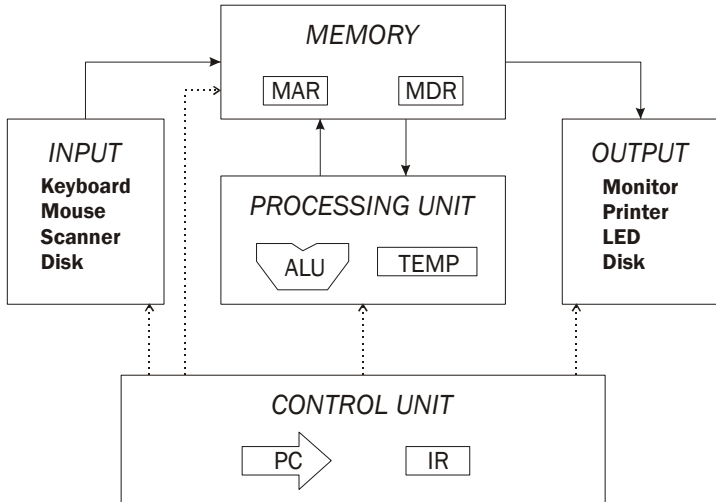 MEMORY
MAR
MDR
INPUT
Keyboard
Mouse
Scanner
Disk
PROCESSING UNIT
ALU
TEMP
OUTPUT
Monitor
Printer
LED
Disk
CONTROL UNIT
PC
IR